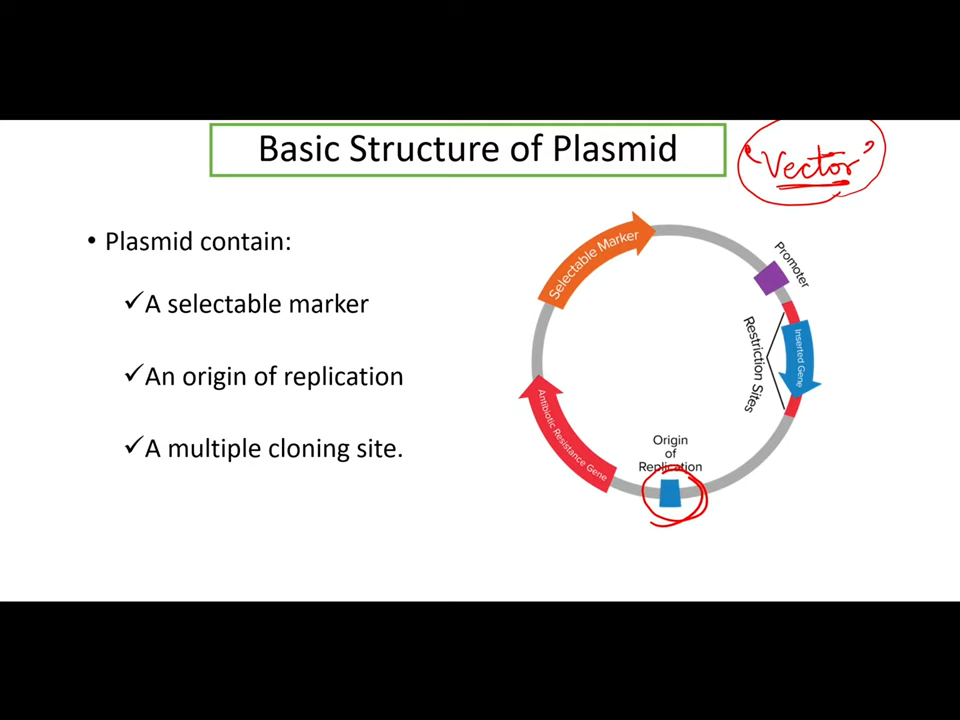 Basic Structure of Plasmid
"Vector"
• Plasmid contain:
✓A selectable marker
✓An origin of replication
✓A multiple cloning site.
Selectable Marker
Promoter
Inserted Gene
Restriction Sites
Antibiotic Resistance Gene
Origin
of
Replication